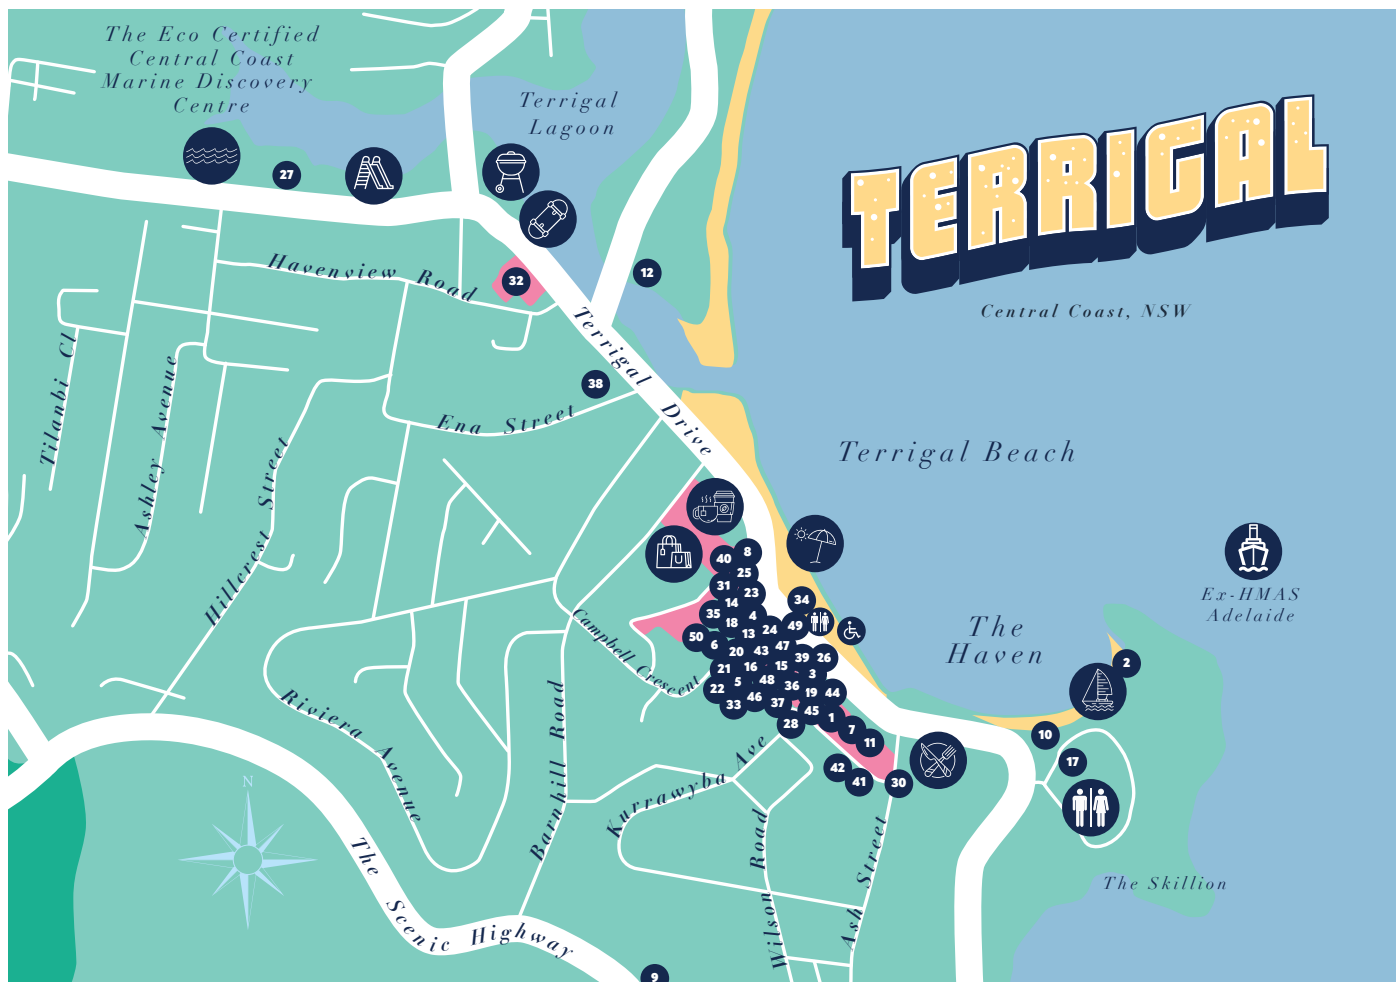 The Eco Certified
Central Coast
Marine Discovery
Centre
Terrigal
Lagoon
TERRIGAL
Central Coast, NSW
27
32
12
38
Havenview Road
Terrigal Drive
Tilanbi Cl
Ashley Avenue
Hillcrest Street
Ena Street
Terrigal Beach
Ex-HMAS
Adelaide
The
Haven
40
8
25
31
23
14
34
35
4
18
49
24
13
50
6
47
20
43
39
26
21
16
15
3
5
48
22
36
19
44
46
33
37
45
1
28
7
11
42
41
30
2
10
17
9
Campbell Crescent
Riviera Avenue
Barnhill Road
Kurrawyba Ave
Wilson Road
Ash Street
The Scenic Highway
The Skillion
N